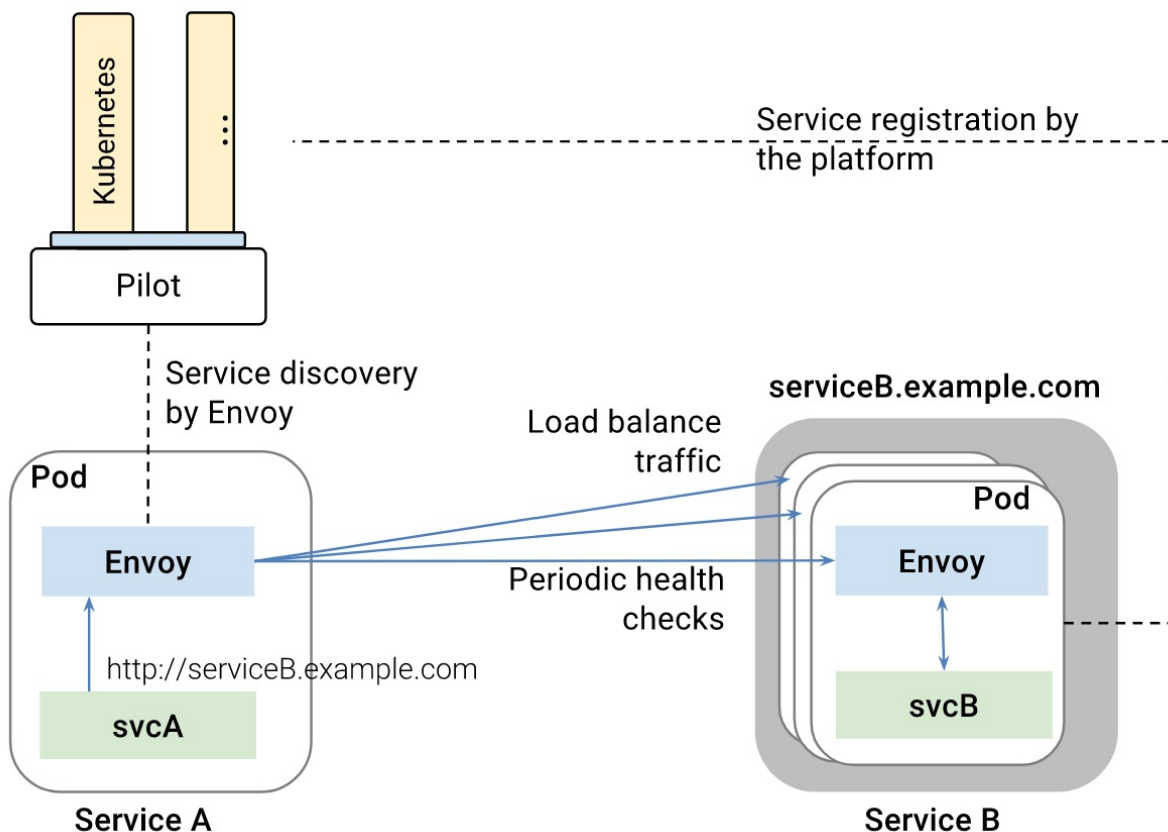 Kubernetes
...
Service registration by
the platform
Pilot
Service discovery
by Envoy
serviceB.example.com
Load balance
traffic
Pod
Pod
Envoy
Envoy
Periodic health
checks
http://serviceB.example.com
svcA
svcB
Service A
Service B